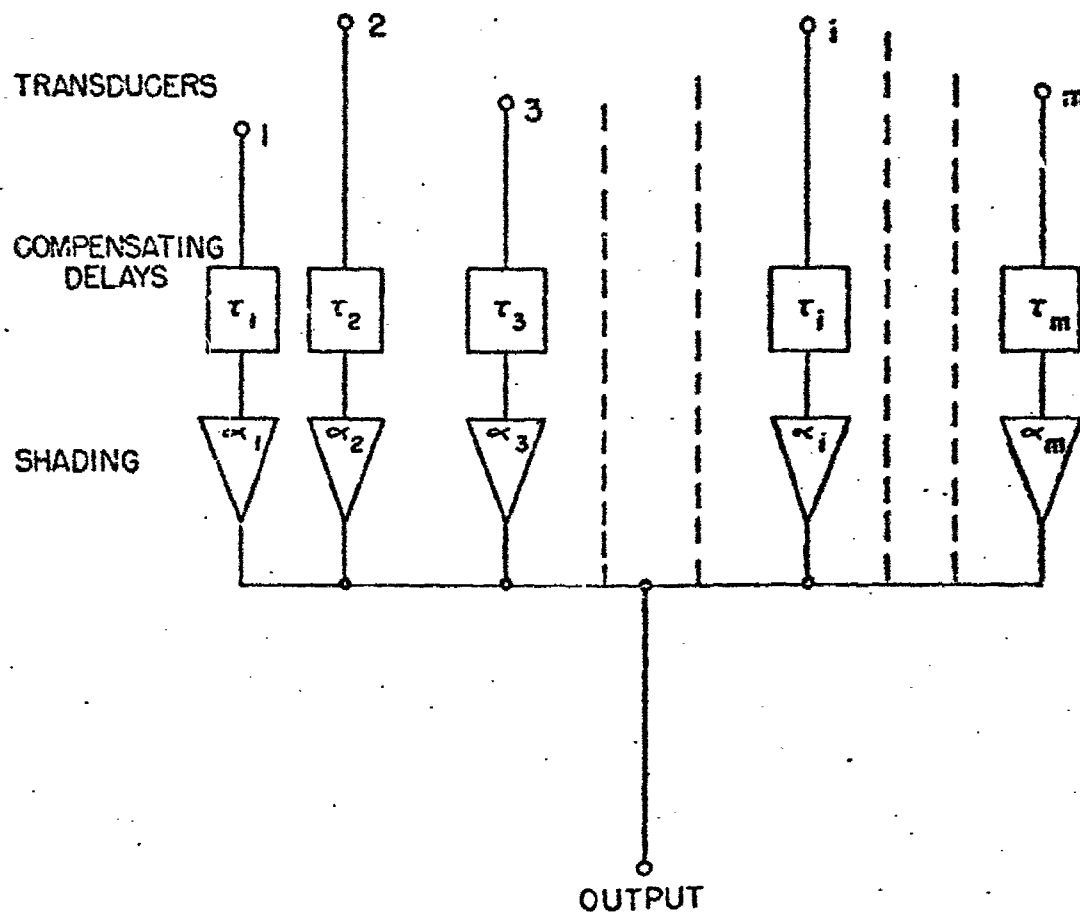 2
i
TRANSDUCERS
m
3
1
COMPENSATING
DELAYS
τ₁ τ₂ τ₃ τᵢ τₘ
SHADING
α₁ α₂ α₃ αᵢ αₘ
OUTPUT